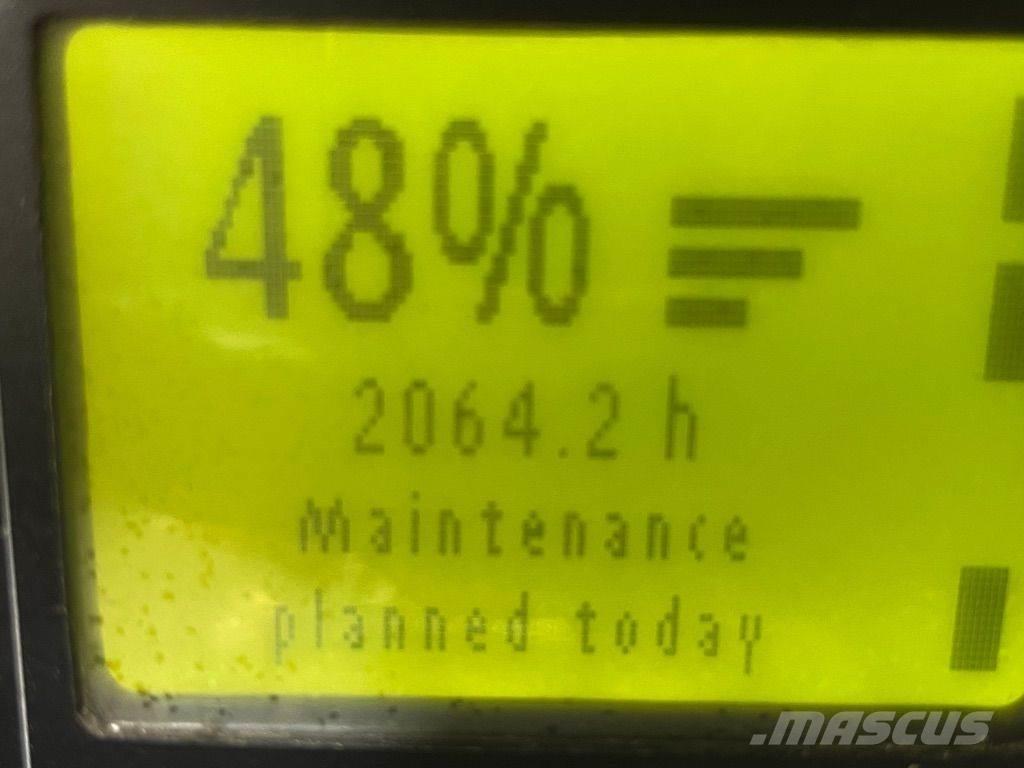 48%
2064.2 h
Maintenance
planned today
.MASCUS